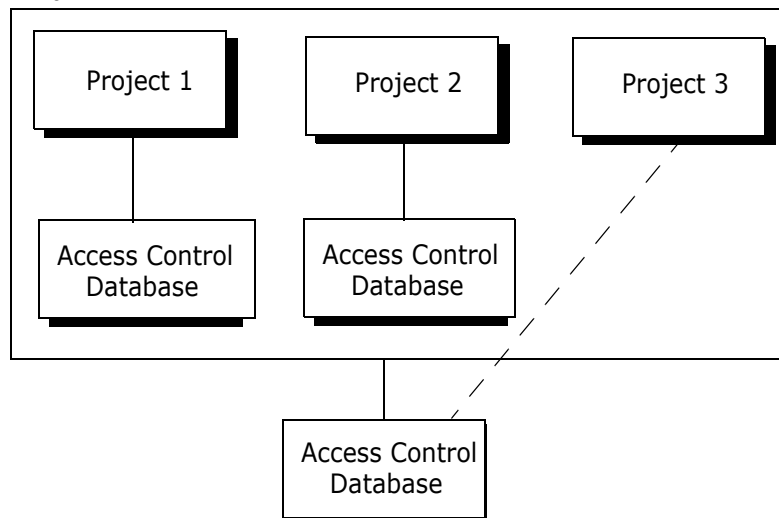 Project 1
Project 2
Project 3
Access Control
Database
Access Control
Database
Access Control
Database